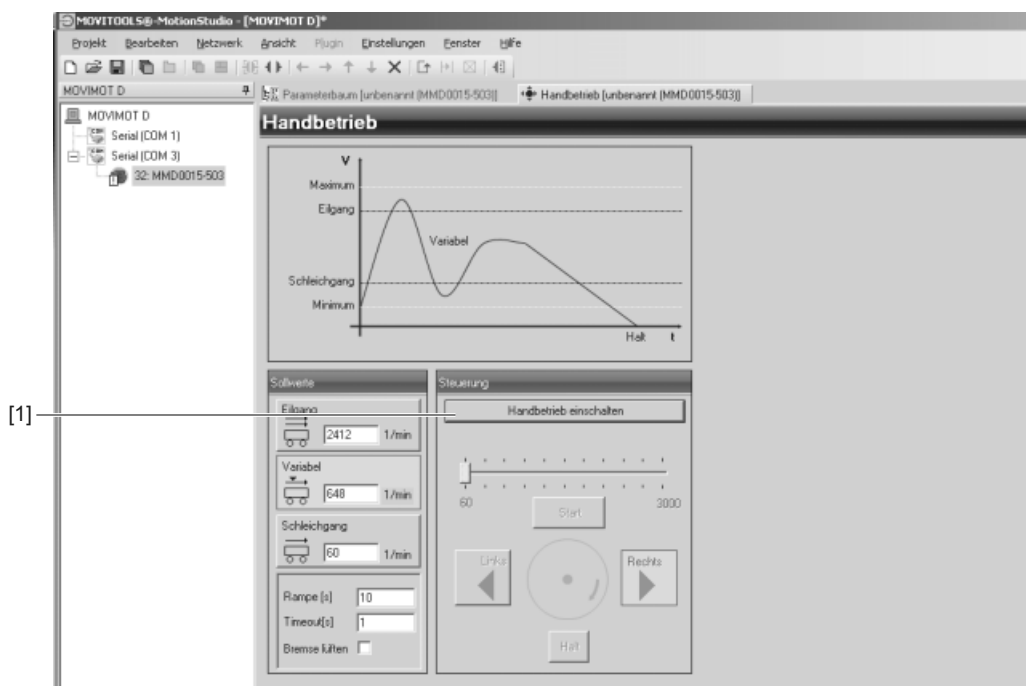 MOVITOOLS®-MotionStudio - [MOVIMOT D]*
Projekt Bearbeiten Netzwerk Ansicht Plugin Einstellungen Fenster Hilfe
MOVIMOT D
Parameterbaum [unbenannt (MMD0015-503)]
Handbetrieb [unbenannt (MMD0015-503)]
MOVIMOT D
Serial (COM 1)
Serial (COM 3)
32: MMD0015-503
Handbetrieb
V
Maximum
Eilgang
Variabel
Schleichgang
Minimum
Halt t
Sollwerte
Eilgang
2412 1/min
Variabel
648 1/min
Schleichgang
60 1/min
Rampe [s] 10
Timeout[s] 1
Bremse lüften
Steuerung
[1]
Handbetrieb einschalten
60 3000
Start
Links
Rechts
Halt